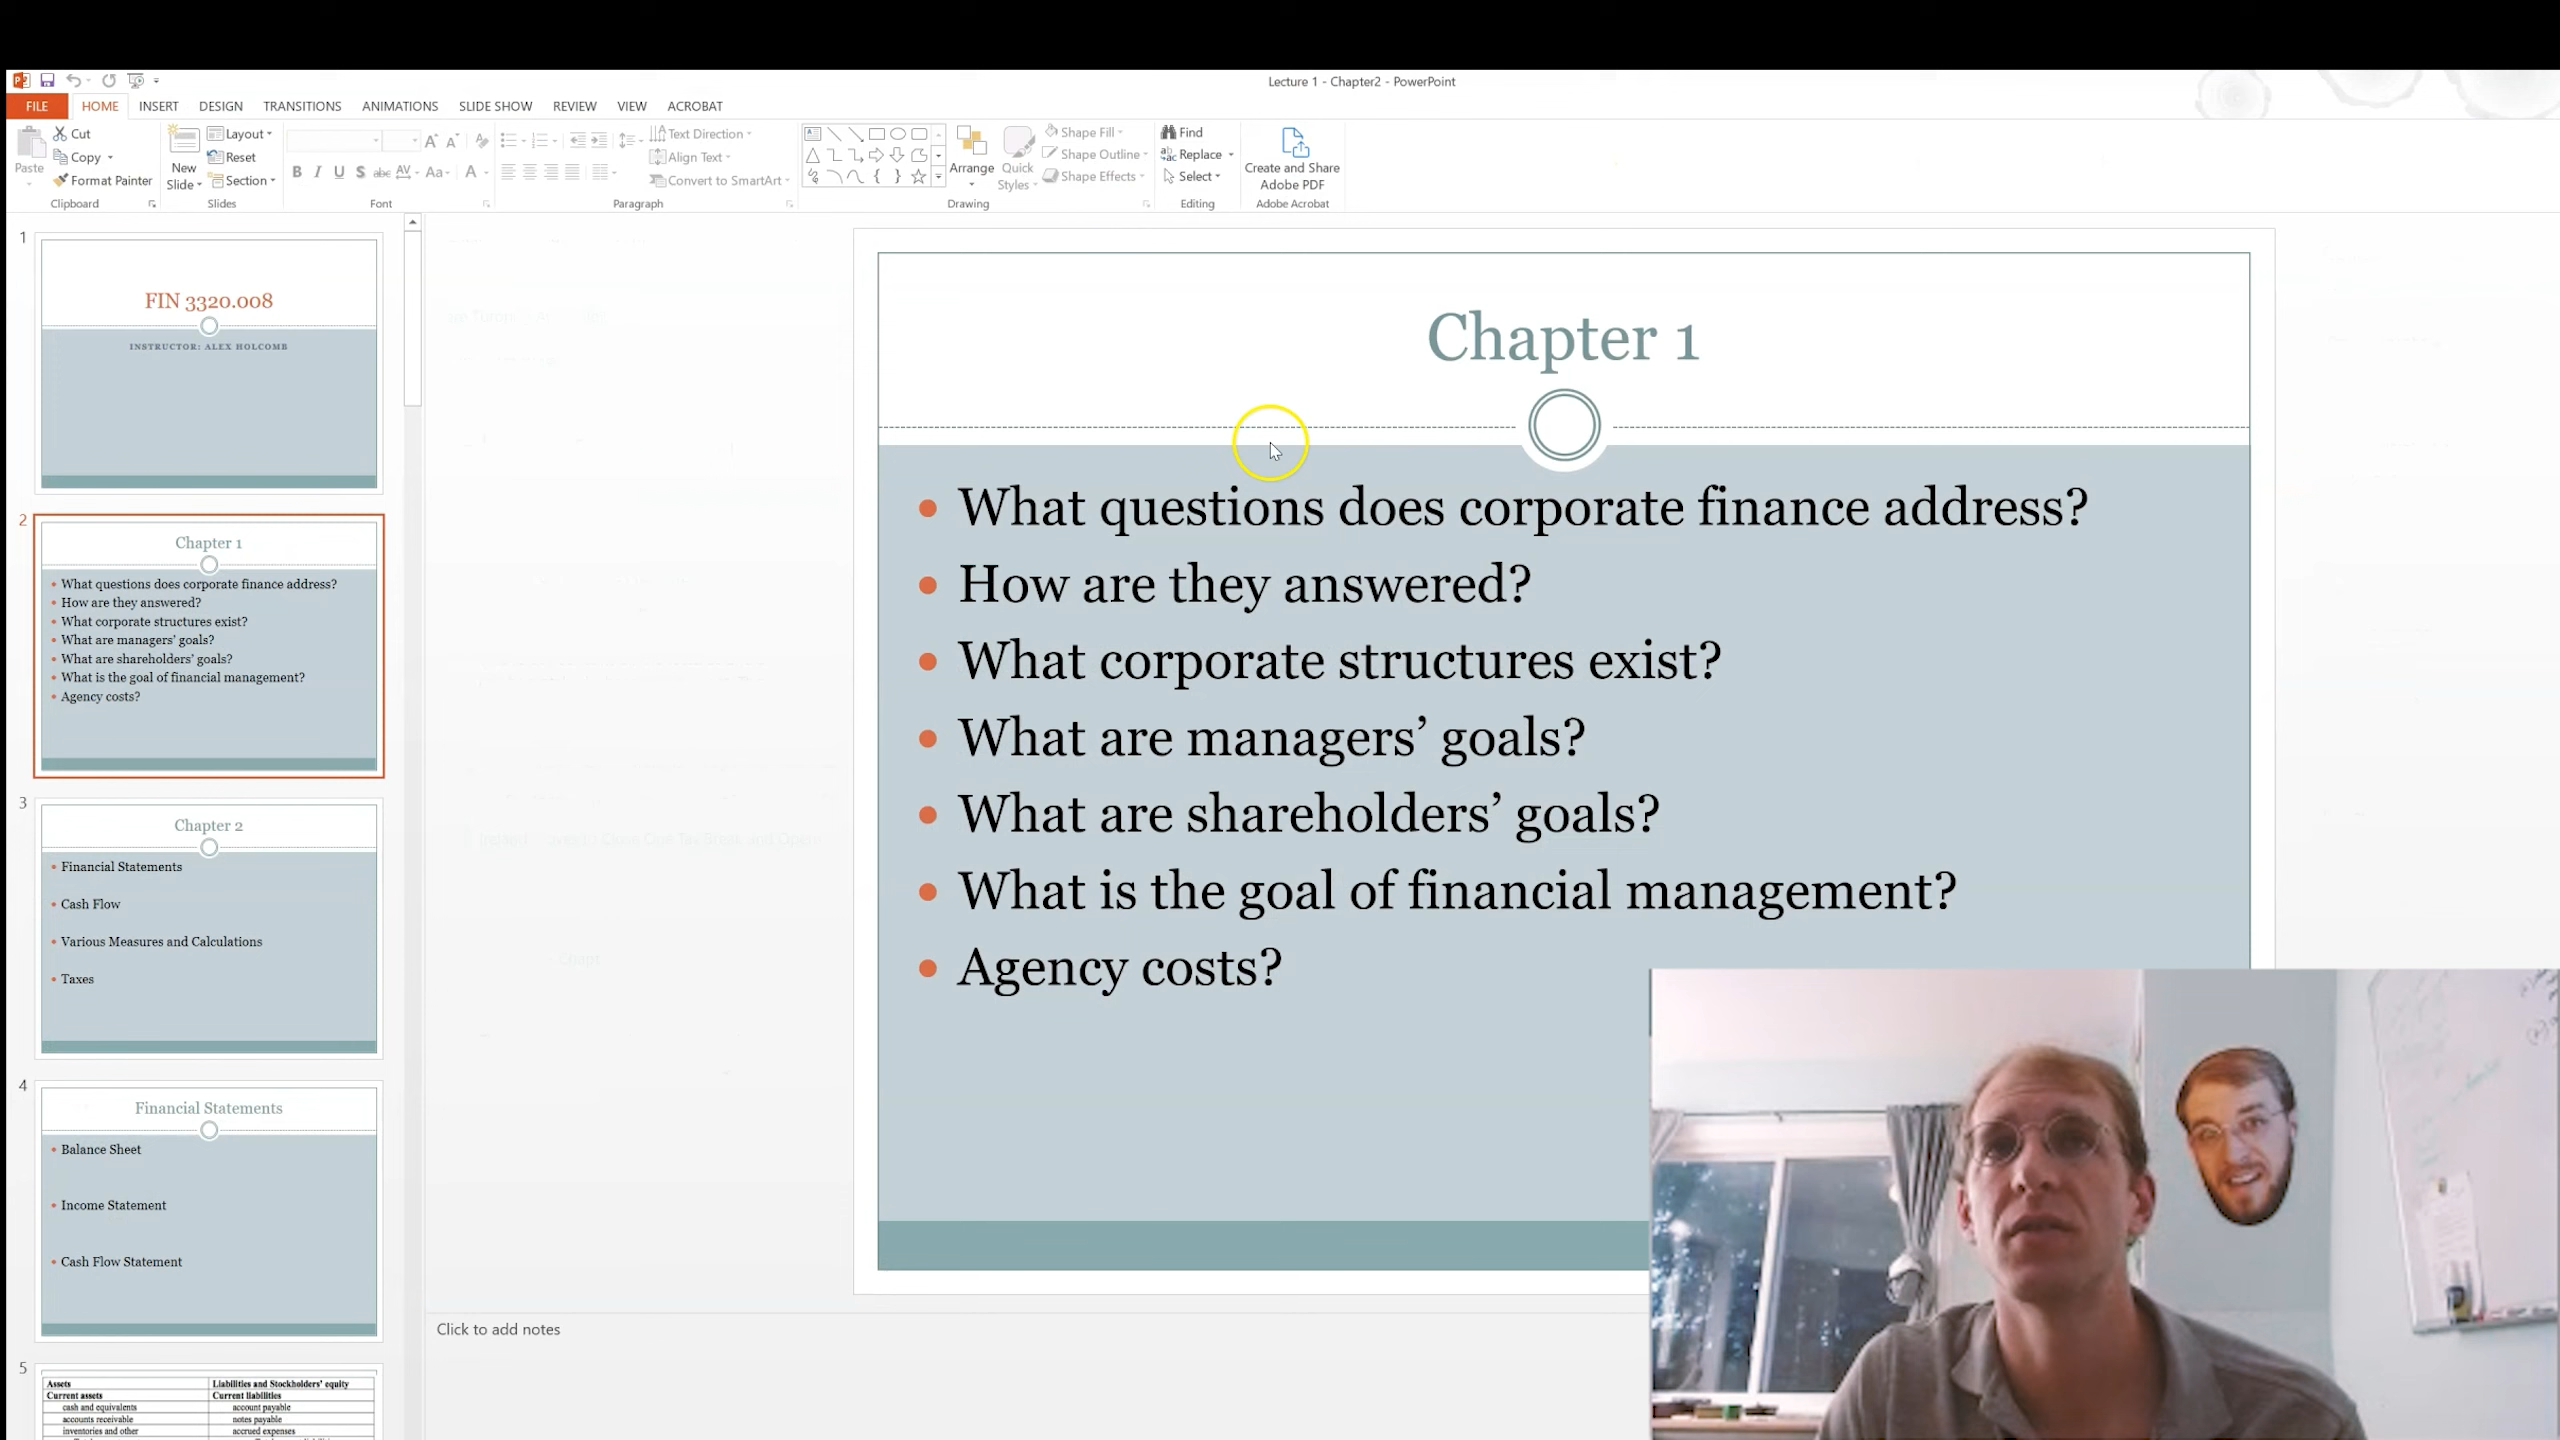 Lecture 1 - Chapter2 - PowerPoint
FILE HOME INSERT DESIGN TRANSITIONS ANIMATIONS SLIDE SHOW REVIEW VIEW ACROBAT
Paste
Cut
Copy
Format Painter
Clipboard
New
Slide
Layout
Reset
Section
Slides
B I U S abc AV Aa A
Font
Text Direction
Align Text
Convert to SmartArt
Paragraph
Arrange
Quick
Styles
Shape Fill
Shape Outline
Shape Effects
Drawing
Find
Replace
Select
Editing
Create and Share
Adobe PDF
Adobe Acrobat
1
FIN 3320.008
INSTRUCTOR: ALEX HOLCOMB
2
Chapter 1
• What questions does corporate finance address?
• How are they answered?
• What corporate structures exist?
• What are managers' goals?
• What are shareholders' goals?
• What is the goal of financial management?
• Agency costs?
3
Chapter 2
• Financial Statements
• Cash Flow
• Various Measures and Calculations
• Taxes
4
Financial Statements
• Balance Sheet
• Income Statement
• Cash Flow Statement
5
Assets Liabilities and Stockholders' equity
Current assets Current liabilities
cash and equivalents account payable
accounts receivable notes payable
inventories and other accrued expenses
Chapter 1
• What questions does corporate finance address?
• How are they answered?
• What corporate structures exist?
• What are managers’ goals?
• What are shareholders’ goals?
• What is the goal of financial management?
• Agency costs?
Click to add notes